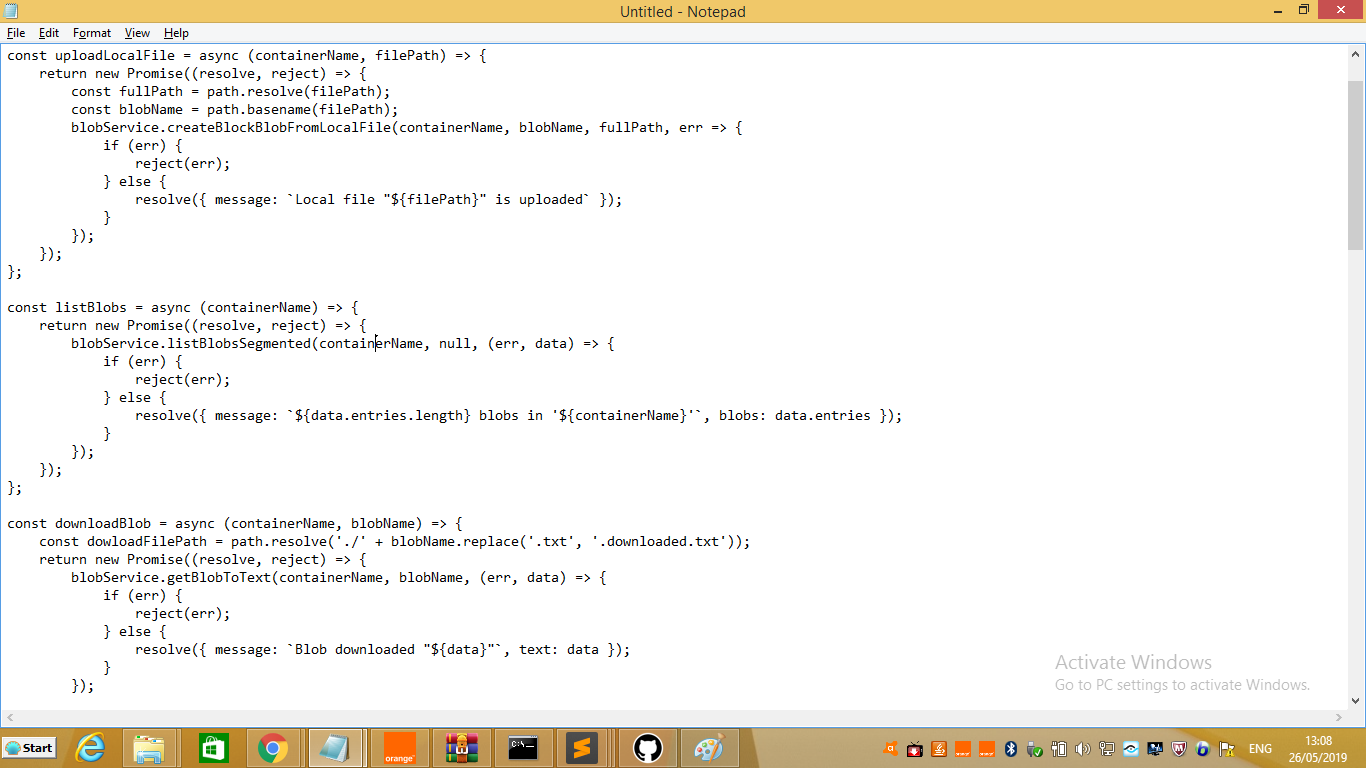 Untitled - Notepad
File Edit Format View Help
const uploadLocalFile = async (containerName, filePath) => {
    return new Promise((resolve, reject) => {
        const fullPath = path.resolve(filePath);
        const blobName = path.basename(filePath);
        blobService.createBlockBlobFromLocalFile(containerName, blobName, fullPath, err => {
            if (err) {
                reject(err);
            } else {
                resolve({ message: `Local file "${filePath}" is uploaded` });
            }
        });
    });
};
const listBlobs = async (containerName) => {
    return new Promise((resolve, reject) => {
        blobService.listBlobsSegmented(containerName, null, (err, data) => {
            if (err) {
                reject(err);
            } else {
                resolve({ message: `${data.entries.length} blobs in '${containerName}'`, blobs: data.entries });
            }
        });
    });
};
const downloadBlob = async (containerName, blobName) => {
    const dowloadFilePath = path.resolve('./' + blobName.replace('.txt', '.downloaded.txt'));
    return new Promise((resolve, reject) => {
        blobService.getBlobToText(containerName, blobName, (err, data) => {
            if (err) {
                reject(err);
            } else {
                resolve({ message: `Blob downloaded "${data}"`, text: data });
            }
        });
Activate Windows
Go to PC settings to activate Windows.
Start
orange
C:\_
ENG
13:08
26/05/2019